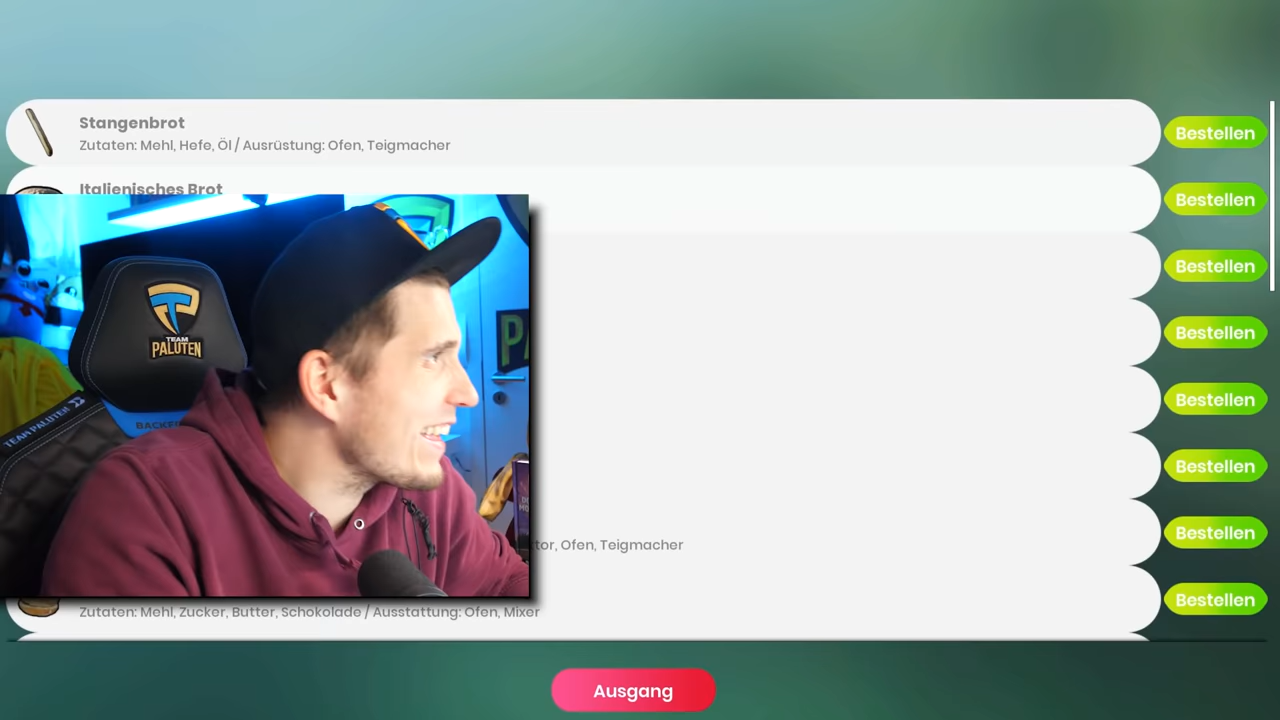 Stangenbrot
Zutaten: Mehl, Hefe, Öl / Ausrüstung: Ofen, Teigmacher
Bestellen
Italienisches Brot
Bestellen
Bestellen
Bestellen
Bestellen
Bestellen
Ofen, Teigmacher
Bestellen
Zutaten: Mehl, Zucker, Butter, Schokolade / Ausstattung: Ofen, Mixer
Bestellen
TEAM
PALUTEN
TEAM PALUTEN
Ausgang